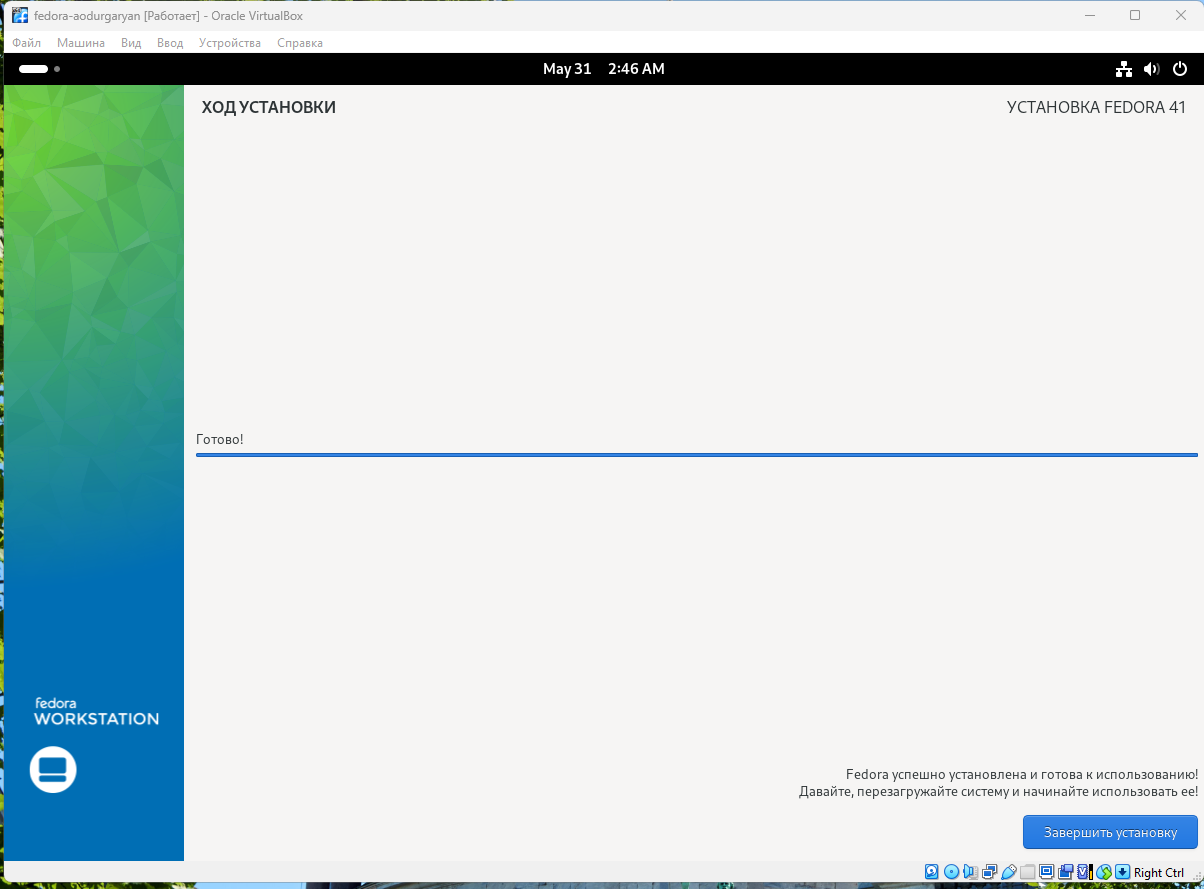 fedora-aodurgaryan [Работает] - Oracle VirtualBox
Файл Машина Вид Ввод Устройства Справка
May 31 2:46 AM
ХОД УСТАНОВКИ
УСТАНОВКА FEDORA 41
Готово!
fedora
WORKSTATION
Fedora успешно установлена и готова к использованию!
Давайте, перезагружайте систему и начинайте использовать ее!
Завершить установку
Right Ctrl